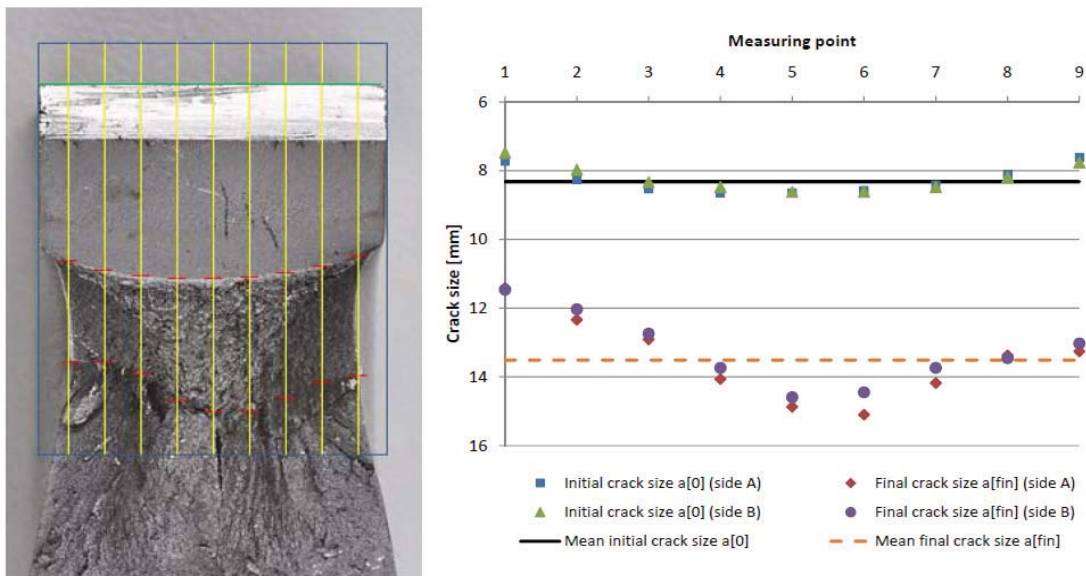 Measuring point
1 2 3 4 5 6 7 8 9
6
8
10
12
14
16
Crack size [mm]
Initial crack size a[0] (side A)
Final crack size a[fin] (side A)
Initial crack size a[0] (side B)
Final crack size a[fin] (side B)
Mean initial crack size a[0]
Mean final crack size a[fin]